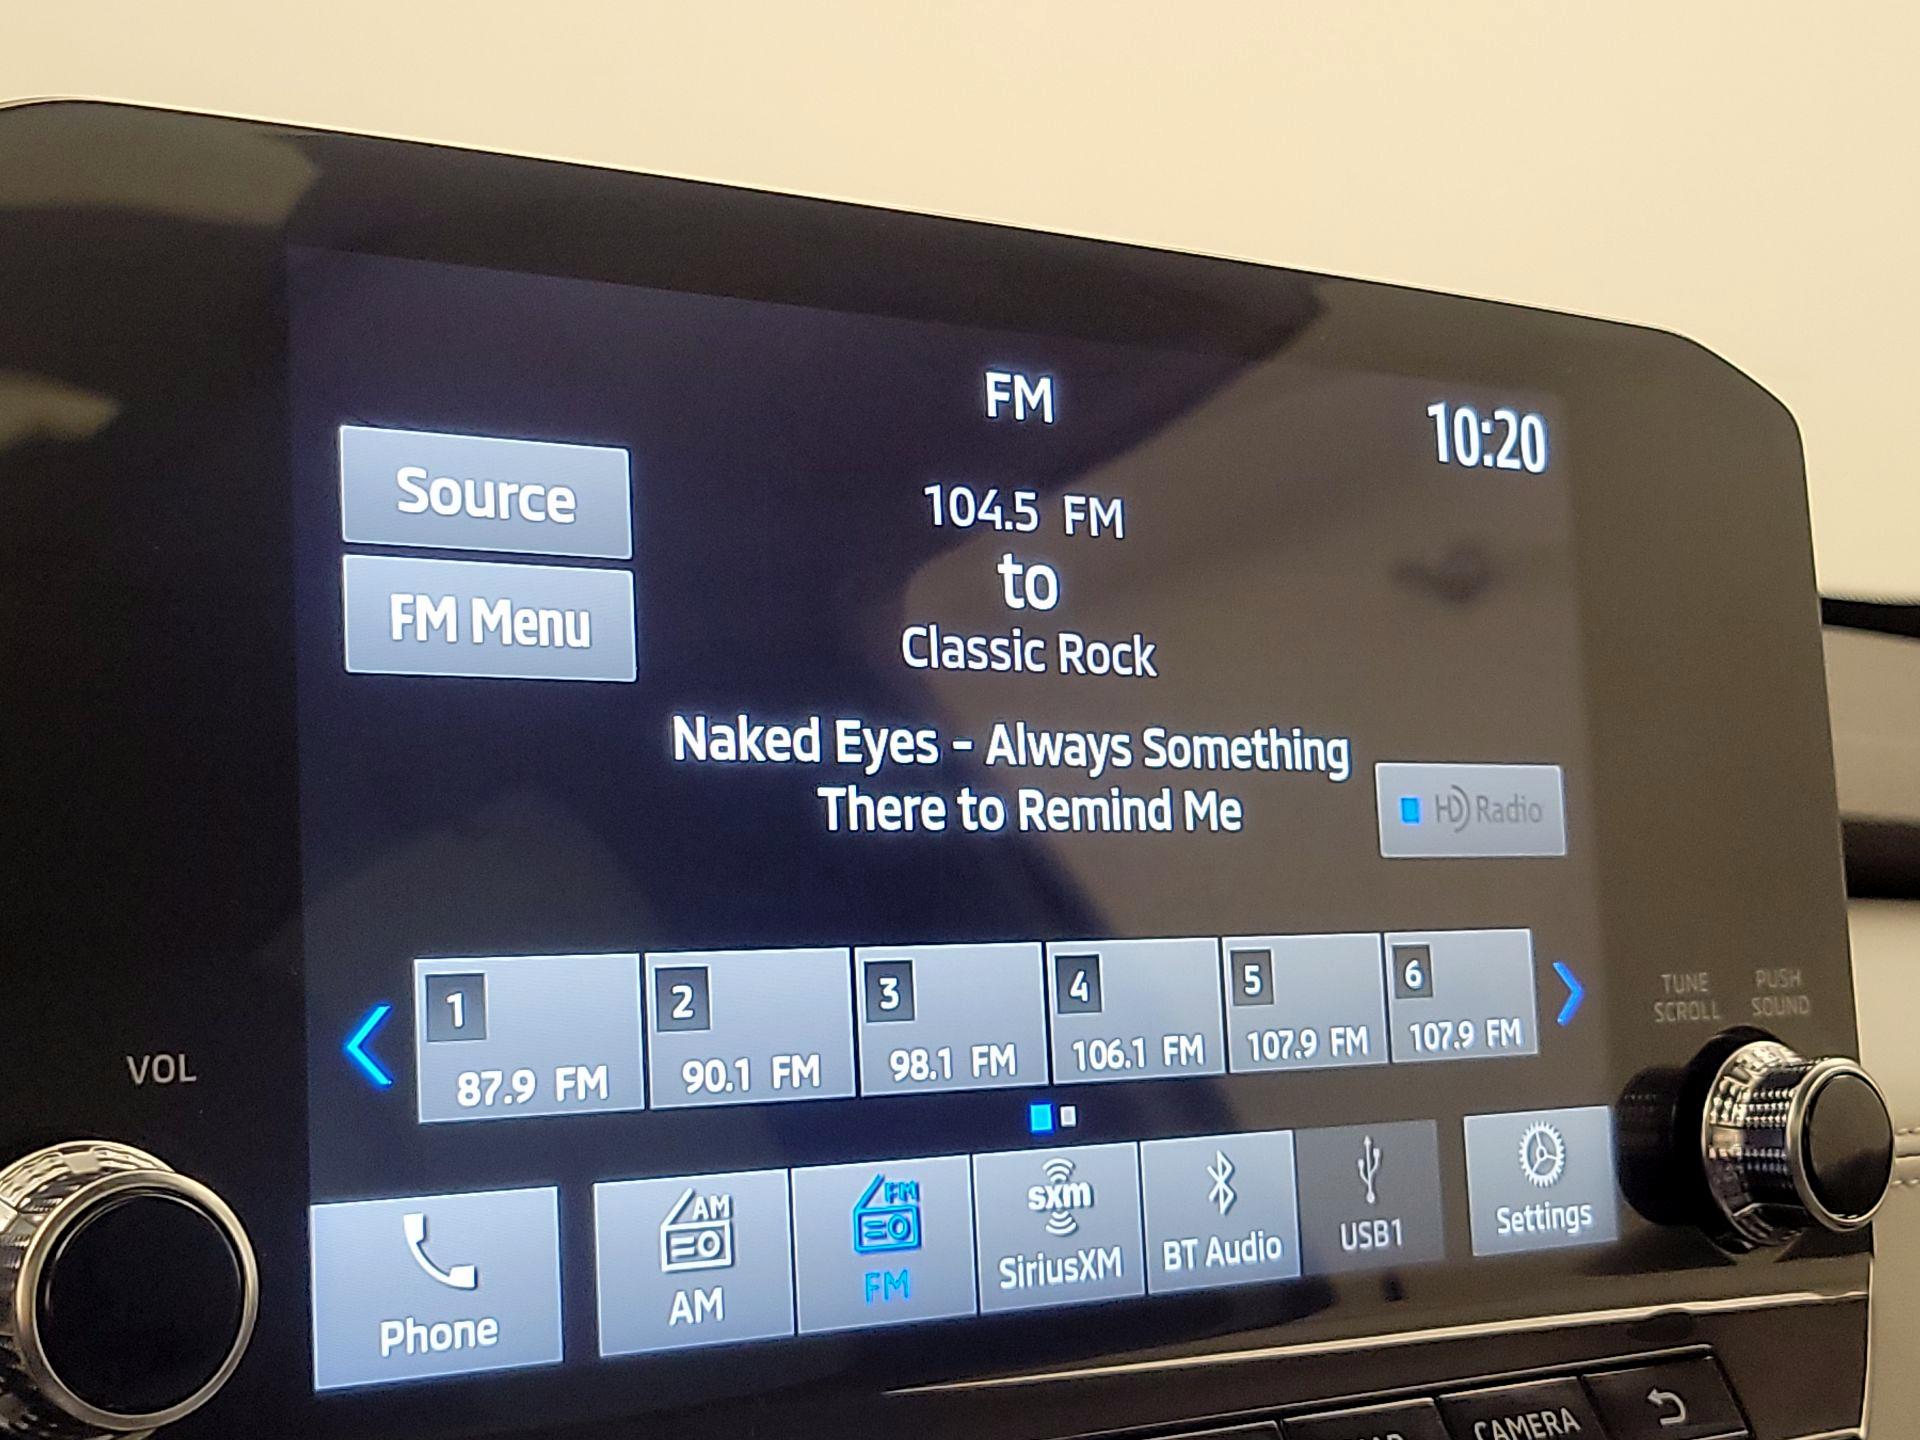 FM
10:20
Source
104.5 FM
to
FM Menu
Classic Rock
Naked Eyes - Always Something
There to Remind Me
HD Radio
1
2
3
4
5
6
87.9 FM
90.1 FM
98.1 FM
106.1 FM
107.9 FM
107.9 FM
TUNE
SCROLL
PUSH
SOUND
VOL
Phone
AM
AM
FM
FM
sxm
SiriusXM
BT Audio
USB1
Settings
CAMERA